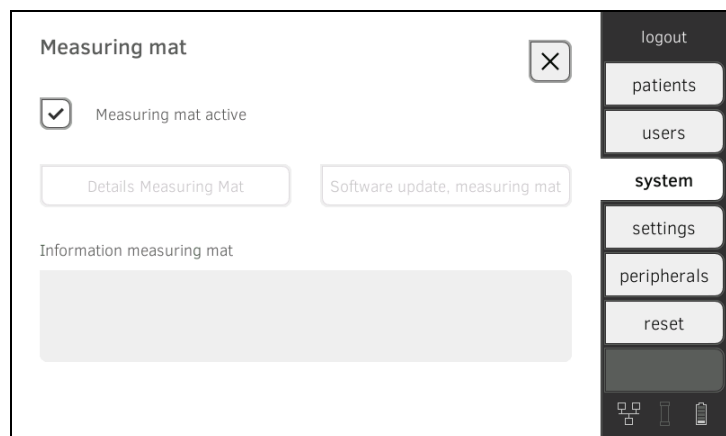 Measuring mat
Measuring mat active
Details Measuring Mat
Software update, measuring mat
Information measuring mat
logout
patients
users
system
settings
peripherals
reset